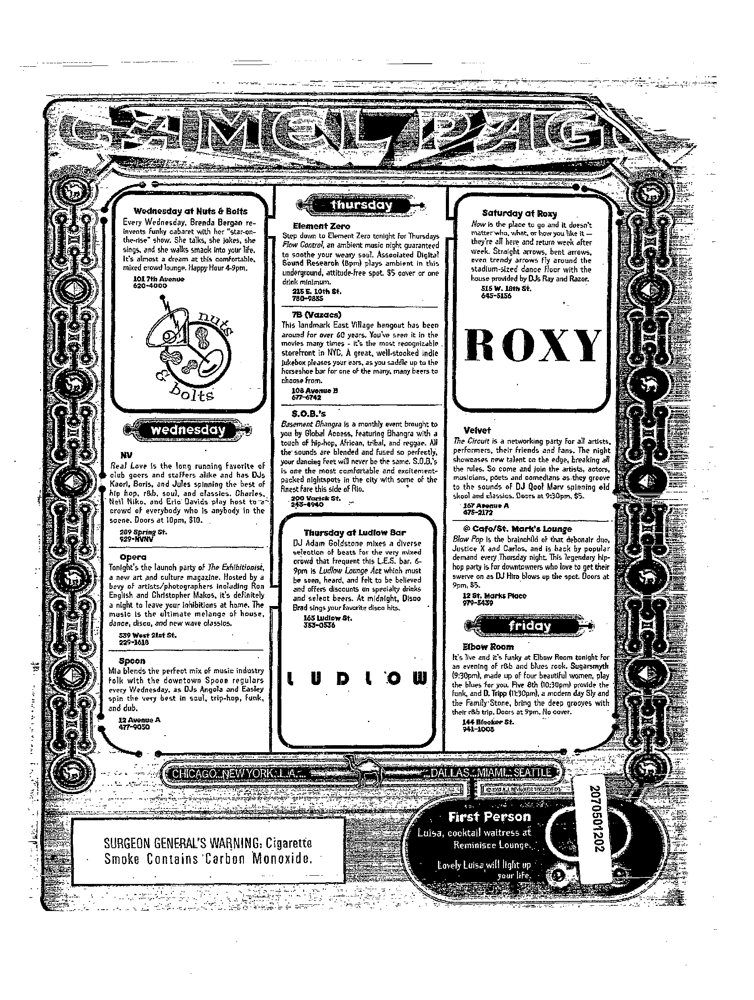 CAMEL PAG
Wednesday at Nuts & Bolts
Every Wednesday, Brenda Bergan re-
invents funky cabaret with her "star-on-
the-rise" show. She talks, she jokes, she
sings, and she walks smack into your life.
It's almost a dream at this comfortable,
mixed crowd lounge. Happy Hour 4-9pm.
101 7th Avenue
620-4000
nuts
& bolts
wednesday
NV
Real Love is the long running favorite of
club goers and staffers alike and has DJs
Kaori, Boris, and Jules spinning the best of
hip hop, r&b, soul, and classics. Charles,
Neil Niko, and Eric Davids play host to a
crowd of everybody who is anybody in the
scene. Doors at 10pm, $10.
289 Spring St.
929-NVNV
Opera
Tonight's the launch party of The Exhibitionist,
a new art and culture magazine. Hosted by a
bevy of artists/photographers including Ron
English and Christopher Makos, it's definitely
a night to leave your inhibitions at home. The
music is the ultimate melange of house,
dance, disco, and new wave classics.
539 West 21st St.
229-1618
Spoon
Mia blends the perfect mix of music industry
folk with the downtown Spoon regulars
every Wednesday, as DJs Angola and Easley
spin the very best in soul, trip-hop, funk,
and dub.
12 Avenue A
477-9050
thursday
Element Zero
Step down to Element Zero tonight for Thursdays
Flow Control, an ambient music night guaranteed
to soothe your weary soul. Associated Digital
Sound Research (8pm) plays ambient in this
underground, attitude-free spot. $5 cover or one
drink minimum.
215 E. 10th St.
780-9855
7B (Vazacs)
This landmark East Village hangout has been
around for over 60 years. You've seen it in the
movies many times - it's the most recognizable
storefront in NYC. A great, well-stocked indie
jukebox pleases your ears, as you saddle up to the
horseshoe bar for one of the many, many beers to
choose from.
108 Avenue B
677-6742
S.O.B.'s
Basement Bhangra is a monthly event brought to
you by Global Access, featuring Bhangra with a
touch of hip-hop, African, tribal, and reggae. All
the sounds are blended and fused so perfectly,
your dancing feet will never be the same. S.O.B.'s
is one the most comfortable and excitement-
packed nightspots in the city with some of the
finest fare this side of Rio.
200 Varick St.
243-4940
Thursday at Ludlow Bar
DJ Adam Goldstone mixes a diverse
selection of beats for the very mixed
crowd that frequent this L.E.S. bar. 6-
9pm is Ludlow Lounge Act which must
be seen, heard, and felt to be believed
and offers discounts on specialty drinks
and select beers. At midnight, Disco
Brad sings your favorite disco hits.
165 Ludlow St.
353-0536
LUDLOW
Saturday at Roxy
Now is the place to go and it doesn't
matter who, what, or how you like it —
they're all here and return week after
week. Straight arrows, bent arrows,
even trendy arrows fly around the
stadium-sized dance floor with the
house provided by DJs Ray and Razor.
515 W. 18th St.
645-5156
ROXY
Velvet
The Circuit is a networking party for all artists,
performers, their friends and fans. The night
showcases new talent on the edge, breaking all
the rules. So come and join the artists, actors,
musicians, poets and comedians as they groove
to the sounds of DJ Qool Marv spinning old
skool and classics. Doors at 9:30pm, $5.
167 Avenue A
475-2172
@ Cafe/St. Mark's Lounge
Blow Pop is the brainchild of that debonair duo,
Justice X and Carlos, and is back by popular
demand every Thursday night. This legendary hip-
hop party is for downtowners who love to get their
swerve on as DJ Hiro blows up the spot. Doors at
9pm, $5.
12 St. Marks Place
979-5439
friday
Elbow Room
It's live and it's funky at Elbow Room tonight for
an evening of r&b and blues rock. Sugarsmyth
(9:30pm), made up of four beautiful women, play
the blues for you. Five 8th (10:30pm) provide the
funk, and D. Tripp (11:30pm), a modern day Sly and
the Family Stone, bring the deep grooves with
their r&b trip. Doors at 9pm. No cover.
144 Bleeker St.
941-1005
CHICAGO NEW YORK L.A. DALLAS MIAMI SEATTLE
SURGEON GENERAL'S WARNING: Cigarette
Smoke Contains Carbon Monoxide.
First Person
Luisa, cocktail waitress at
Reminisce Lounge.
Lovely Luisa will light up
your life.
2070501202